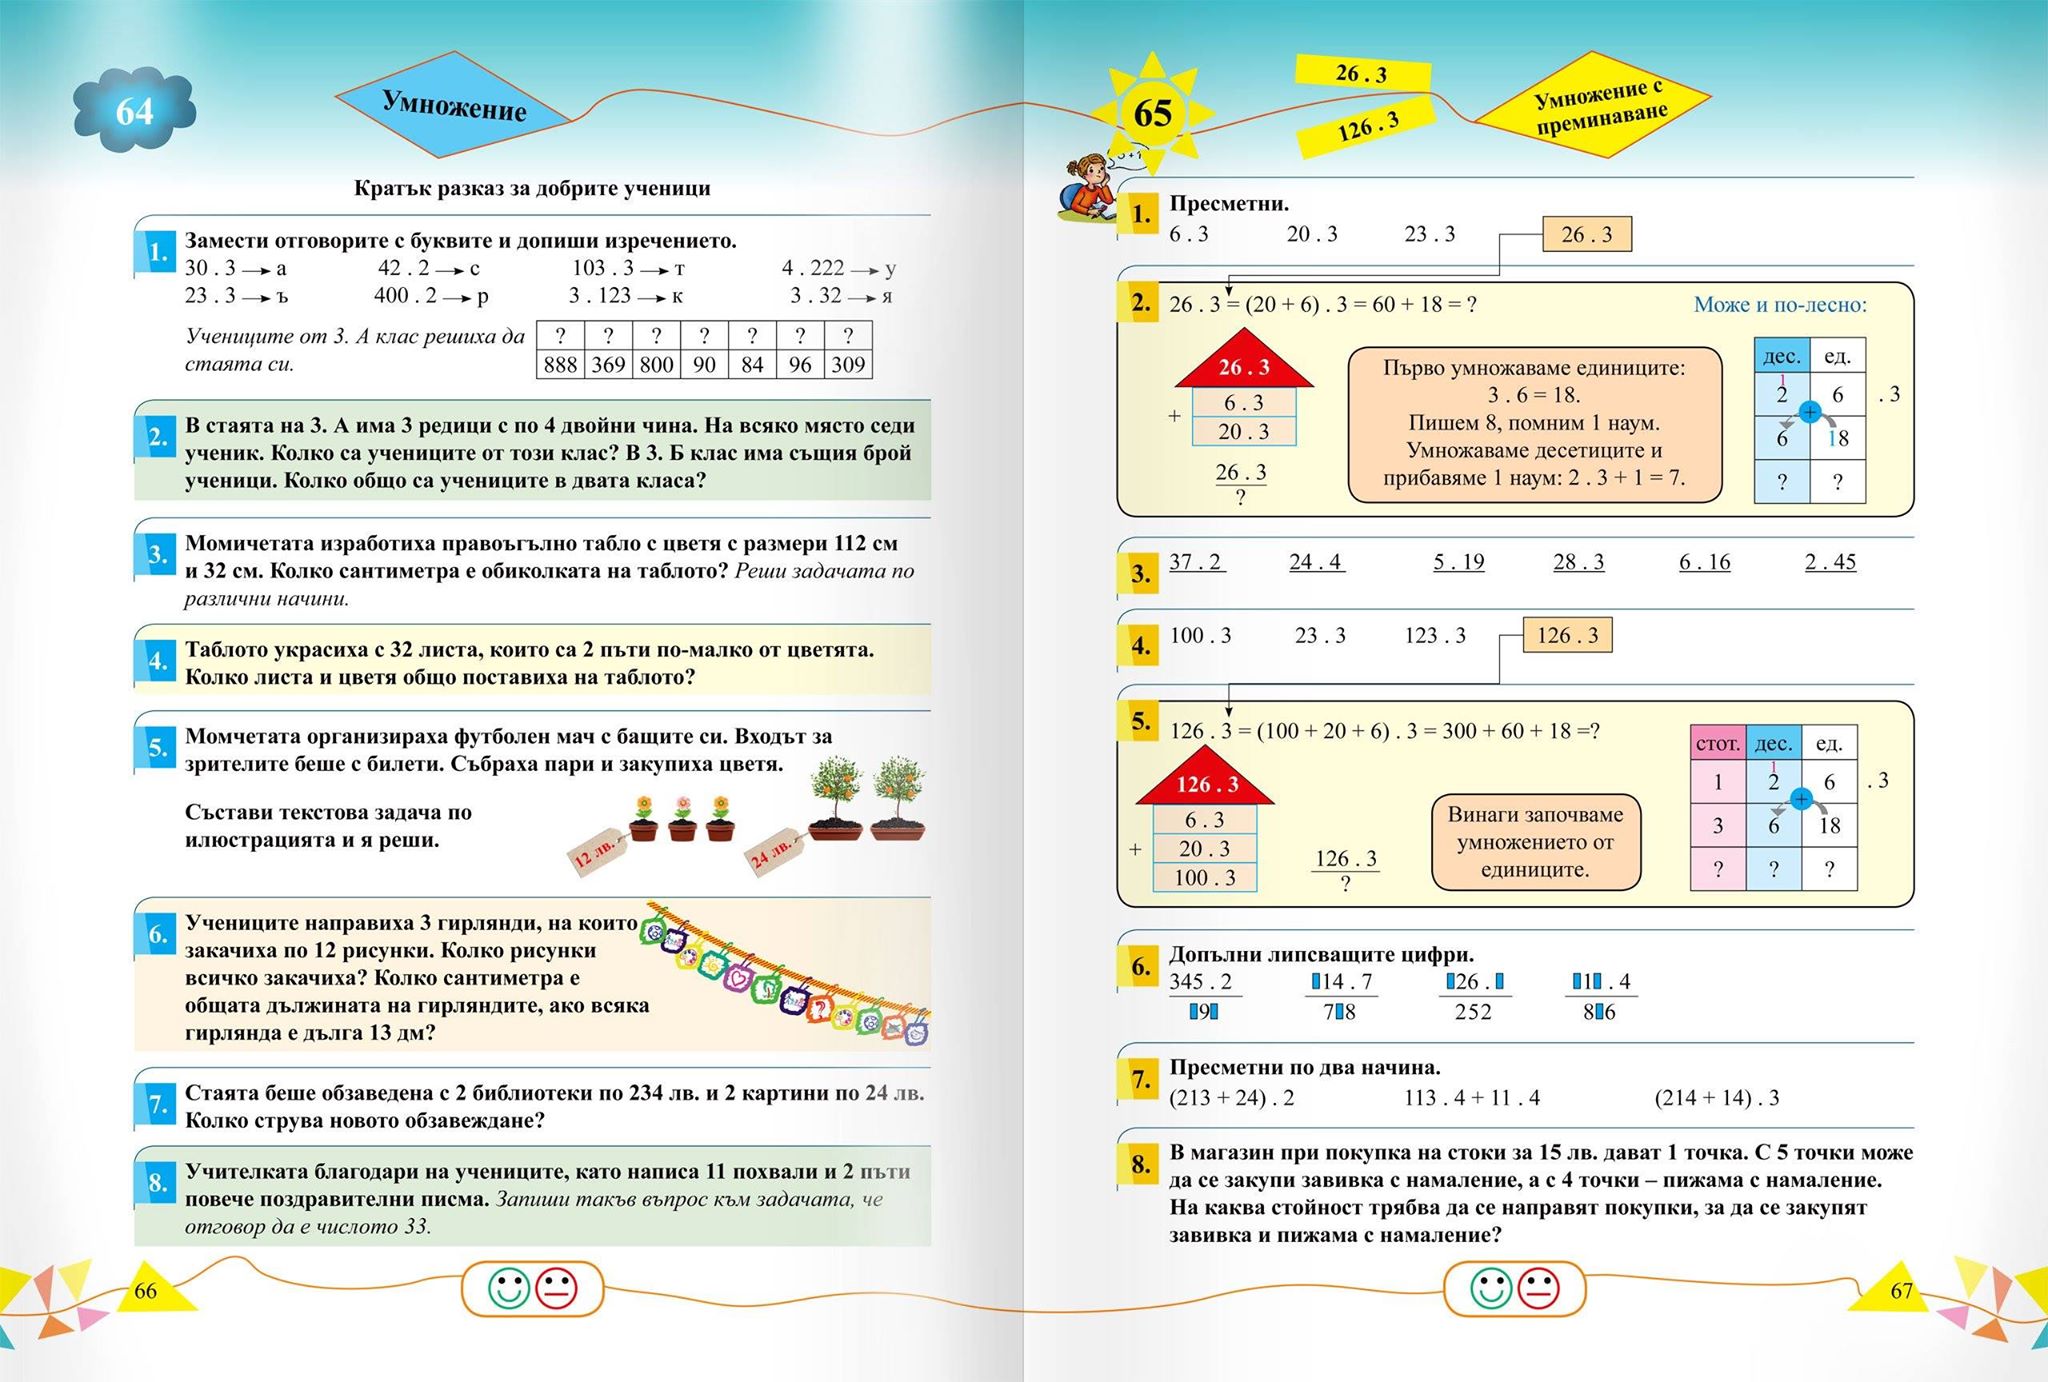 64
Умножение
Кратък разказ за добрите ученици
1. Замести отговорите с буквите и допиши изречението.
30 . 3 → а 42 . 2 → с 103 . 3 → т 4 . 222 → у
23 . 3 → ъ 400 . 2 → р 3 . 123 → к 3 . 32 → я
Учениците от 3. А клас решиха да
стаята си.
? ? ? ? ? ? ?
888 369 800 90 84 96 309
2. В стаята на 3. А има 3 редици с по 4 двойни чина. На всяко място седи
ученик. Колко са учениците от този клас? В 3. Б клас има същия брой
ученици. Колко общо са учениците в двата класа?
3. Момичетата изработиха правоъгълно табло с цветя с размери 112 см
и 32 см. Колко сантиметра е обиколката на таблото? Реши задачата по
различни начини.
4. Таблото украсиха с 32 листа, които са 2 пъти по-малко от цветята.
Колко листа и цветя общо поставиха на таблото?
5. Момчетата организираха футболен мач с бащите си. Входът за
зрителите беше с билети. Събраха пари и закупиха цветя.
Състави текстова задача по
илюстрацията и я реши.
12 лв.
24 лв.
6. Учениците направиха 3 гирлянди, на които
закачиха по 12 рисунки. Колко рисунки
всичко закачиха? Колко сантиметра е
общата дължината на гирляндите, ако всяка
гирлянда е дълга 13 дм?
7. Стаята беше обзаведена с 2 библиотеки по 234 лв. и 2 картини по 24 лв.
Колко струва новото обзавеждане?
8. Учителката благодари на учениците, като написа 11 похвали и 2 пъти
повече поздравителни писма. Запиши такъв въпрос към задачата, че
отговор да е числото 33.
66
65
26 . 3
126 . 3
Умножение с
преминаване
1. Пресметни.
6 . 3 20 . 3 23 . 3 26 . 3
2. 26 . 3 = (20 + 6) . 3 = 60 + 18 = ?
Може и по-лесно:
26 . 3
+
6 . 3
20 . 3
26 . 3
?
Първо умножаваме единиците:
3 . 6 = 18.
Пишем 8, помним 1 наум.
Умножаваме десетиците и
прибавяме 1 наум: 2 . 3 + 1 = 7.
дес. ед.
1
2 6 . 3
+
6 18
? ?
3. 37 . 2 24 . 4 5 . 19 28 . 3 6 . 16 2 . 45
4. 100 . 3 23 . 3 123 . 3 126 . 3
5. 126 . 3 = (100 + 20 + 6) . 3 = 300 + 60 + 18 =?
126 . 3
+
6 . 3
20 . 3
100 . 3
126 . 3
?
Винаги започваме
умножението от
единиците.
стот. дес. ед.
1
1 2 6 . 3
+
3 6 18
? ? ?
6. Допълни липсващите цифри.
345 . 2 ▯14 . 7 ▯26 . ▯ ▯1▯ . 4
▯9▯ 7▯8 252 8▯6
7. Пресметни по два начина.
(213 + 24) . 2 113 . 4 + 11 . 4 (214 + 14) . 3
8. В магазин при покупка на стоки за 15 лв. дават 1 точка. С 5 точки може
да се закупи завивка с намаление, а с 4 точки – пижама с намаление.
На каква стойност трябва да се направят покупки, за да се закупят
завивка и пижама с намаление?
67